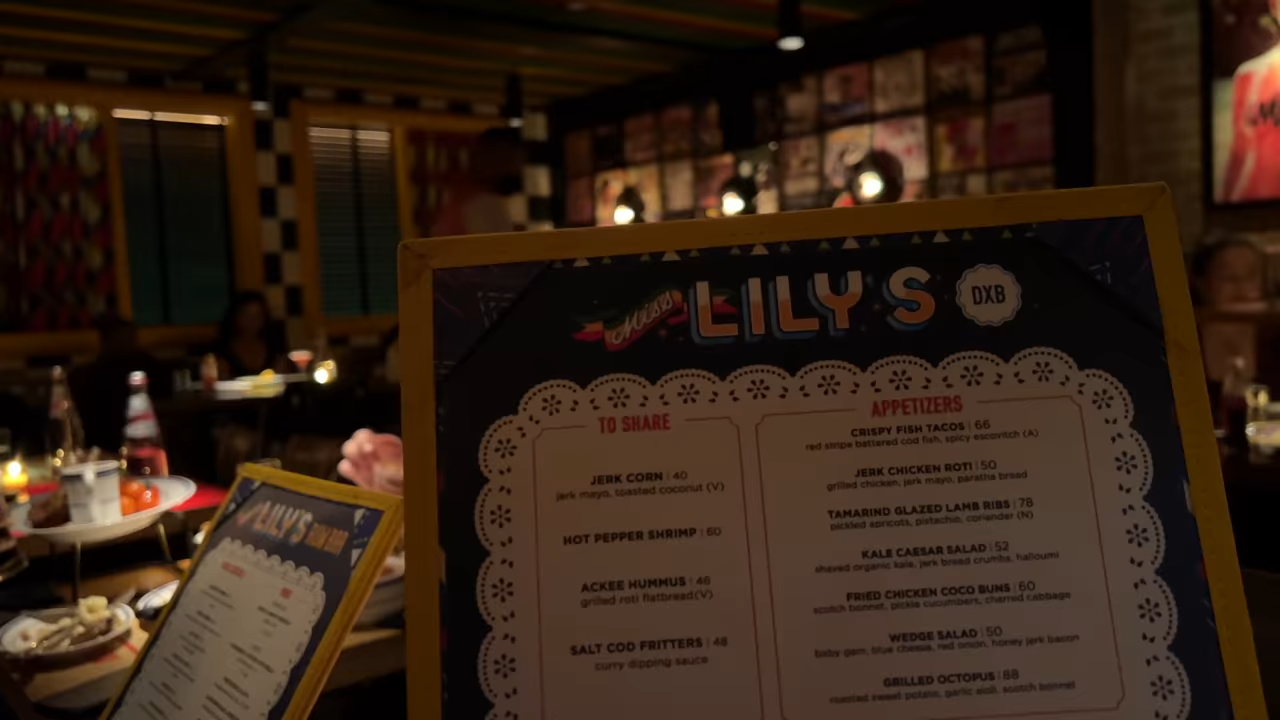 Miss LILY'S DXB
TO SHARE
JERK CORN | 40
jerk mayo, toasted coconut (V)
HOT PEPPER SHRIMP | 60
ACKEE HUMMUS | 46
grilled roti flatbread(V)
SALT COD FRITTERS | 48
curry dipping sauce
APPETIZERS
CRISPY FISH TACOS | 66
red stripe battered cod fish, spicy escovitch (A)
JERK CHICKEN ROTI | 50
grilled chicken, jerk mayo, paratha bread
TAMARIND GLAZED LAMB RIBS | 78
pickled apricots, pistachio, coriander (N)
KALE CAESAR SALAD | 52
shaved organic kale, jerk bread crumbs, halloumi
FRIED CHICKEN COCO BUNS | 60
scotch bonnet, pickle cucumbers, charred cabbage
WEDGE SALAD | 50
baby gem, blue cheese, red onion, honey jerk bacon
GRILLED OCTOPUS | 88
roasted sweet potato, garlic aioli, scotch bonnet
LILY'S